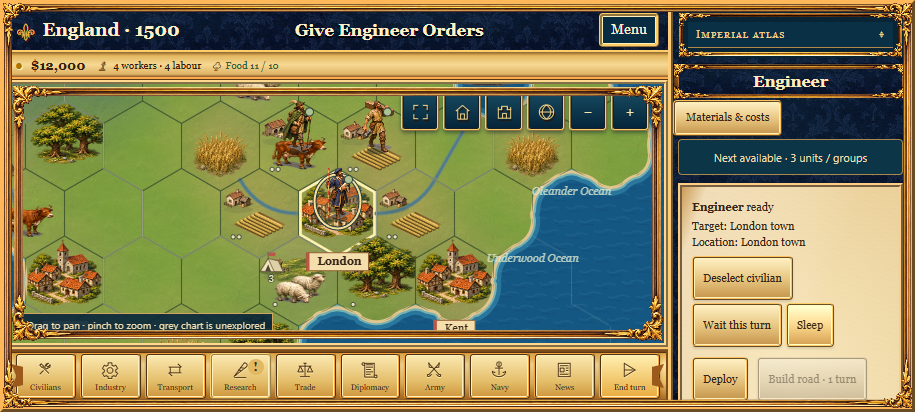 England · 1500
Give Engineer Orders
Menu
$12,000
4 workers · 4 labour
Food 11 / 10
Oleander Ocean
Underwood Ocean
London
3
Kent
Drag to pan · pinch to zoom · grey chart is unexplored
Civilians
Industry
Transport
Research
!
Trade
Diplomacy
Army
Navy
News
End turn
Imperial atlas
Engineer
Materials & costs
Next available · 3 units / groups
Engineer ready
Target: London town
Location: London town
Deselect civilian
Wait this turn
Sleep
Deploy
Build road · 1 turn